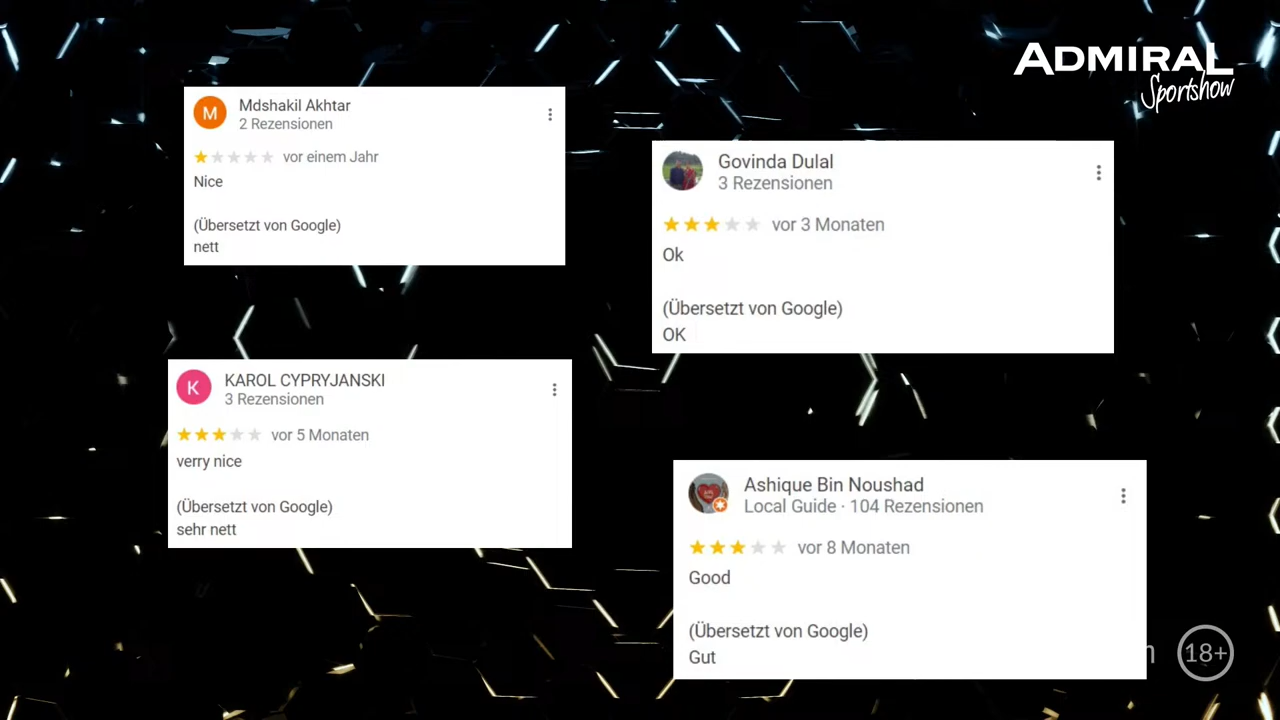 ADMIRAL
Sportshow
M
Mdshakil Akhtar
2 Rezensionen
vor einem Jahr
Nice
(Übersetzt von Google)
nett
Govinda Dulal
3 Rezensionen
vor 3 Monaten
Ok
(Übersetzt von Google)
OK
K
KAROL CYPRYJANSKI
3 Rezensionen
vor 5 Monaten
verry nice
(Übersetzt von Google)
sehr nett
Ashique Bin Noushad
Local Guide · 104 Rezensionen
vor 8 Monaten
Good
(Übersetzt von Google)
Gut
18+